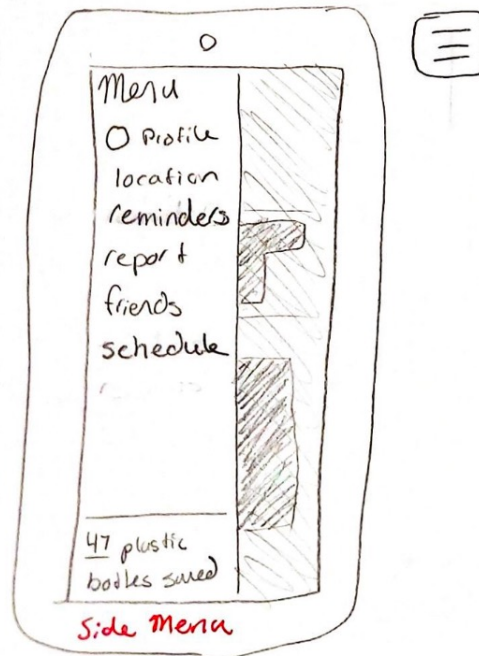 Menu
Profile
location
reminders
report
friends
schedule
47 plastic
bottles saved
Side Menu